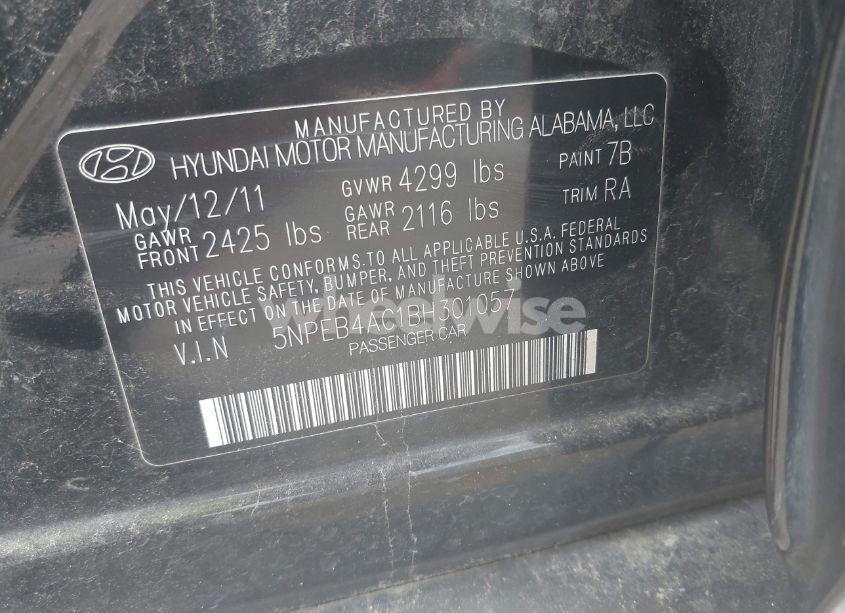 MANUFACTURED BY
HYUNDAI MOTOR MANUFACTURING ALABAMA, LLC
May/12/11 GVWR 4299 lbs PAINT 7B
GAWR FRONT 2425 lbs GAWR REAR 2116 lbs TRIM RA
THIS VEHICLE CONFORMS TO ALL APPLICABLE U.S.A. FEDERAL
MOTOR VEHICLE SAFETY, BUMPER, AND THEFT PREVENTION STANDARDS
IN EFFECT ON THE DATE OF MANUFACTURE SHOWN ABOVE
V.I.N 5NPEB4AC1BH301057
PASSENGER CAR
wheelwise